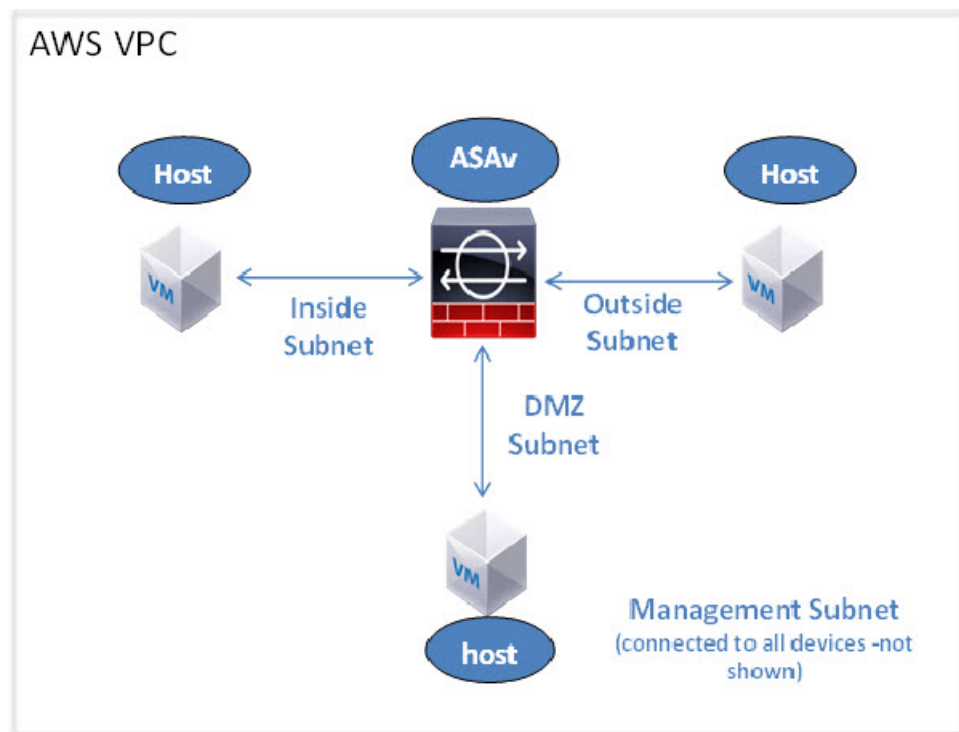 AWS VPC
Host
ASAv
Host
VM
VM
Inside
Subnet
Outside
Subnet
DMZ
Subnet
VM
host
Management Subnet
(connected to all devices -not
shown)